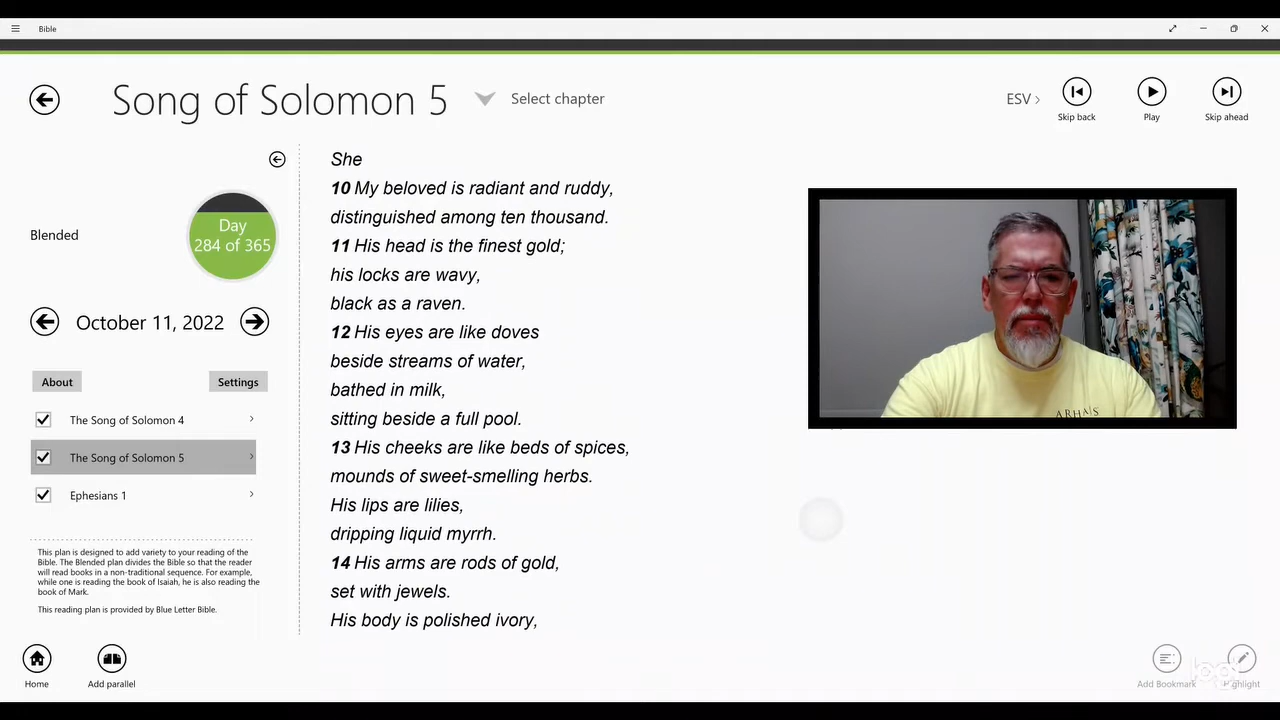 Bible
Song of Solomon 5
Select chapter
ESV
Skip back
Play
Skip ahead
Blended
Day
284 of 365
October 11, 2022
About
Settings
The Song of Solomon 4
The Song of Solomon 5
Ephesians 1
This plan is designed to add variety to your reading of the
Bible. The Blended plan divides the Bible so that the reader
will read books in a non-traditional sequence. For example,
while one is reading the book of Isaiah, he is also reading the
book of Mark.
This reading plan is provided by Blue Letter Bible.
She
10 My beloved is radiant and ruddy,
distinguished among ten thousand.
11 His head is the finest gold;
his locks are wavy,
black as a raven.
12 His eyes are like doves
beside streams of water,
bathed in milk,
sitting beside a full pool.
13 His cheeks are like beds of spices,
mounds of sweet-smelling herbs.
His lips are lilies,
dripping liquid myrrh.
14 His arms are rods of gold,
set with jewels.
His body is polished ivory,
Home
Add parallel
Add Bookmark
Highlight
logi